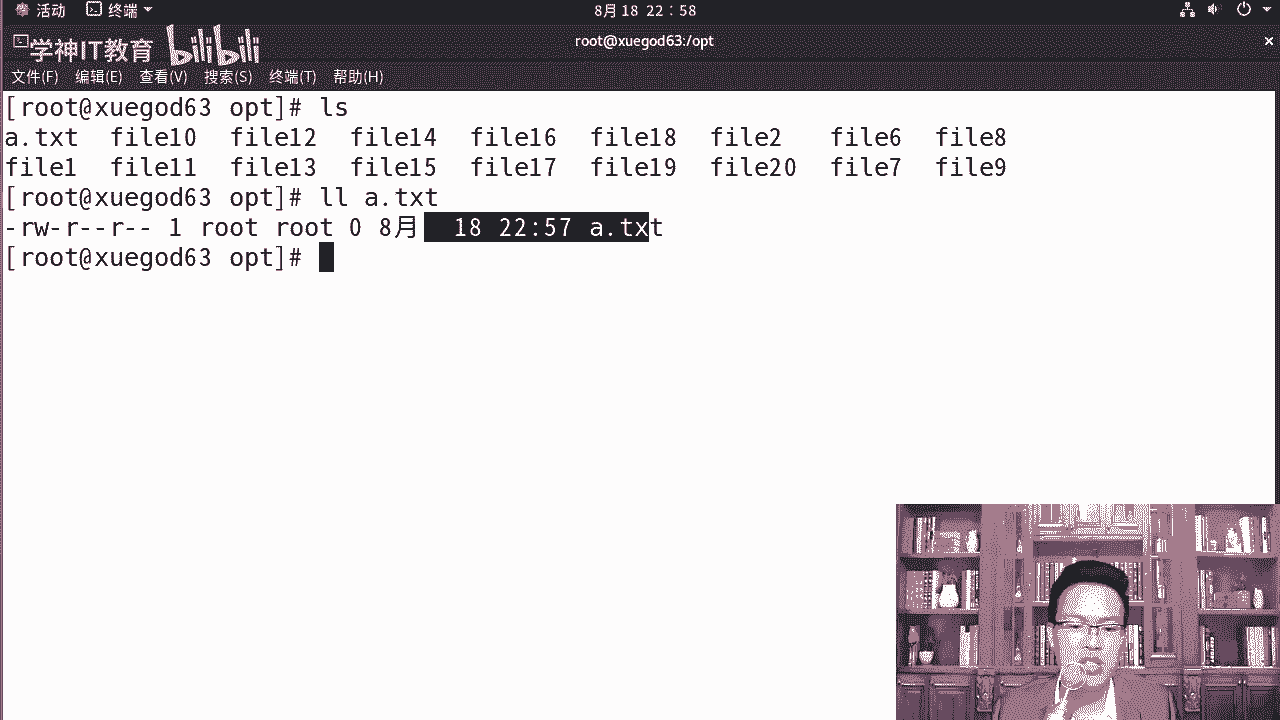 活动 终端 8月18 22：58
学神IT教育 bilibili root@xuegod63:/opt ×
文件(F) 编辑(E) 查看(V) 搜索(S) 终端(T) 帮助(H)
[root@xuegod63 opt]# ls
a.txt file10 file12 file14 file16 file18 file2 file6 file8
file1 file11 file13 file15 file17 file19 file20 file7 file9
[root@xuegod63 opt]# ll a.txt
-rw-r--r-- 1 root root 0 8月 18 22:57 a.txt
[root@xuegod63 opt]#